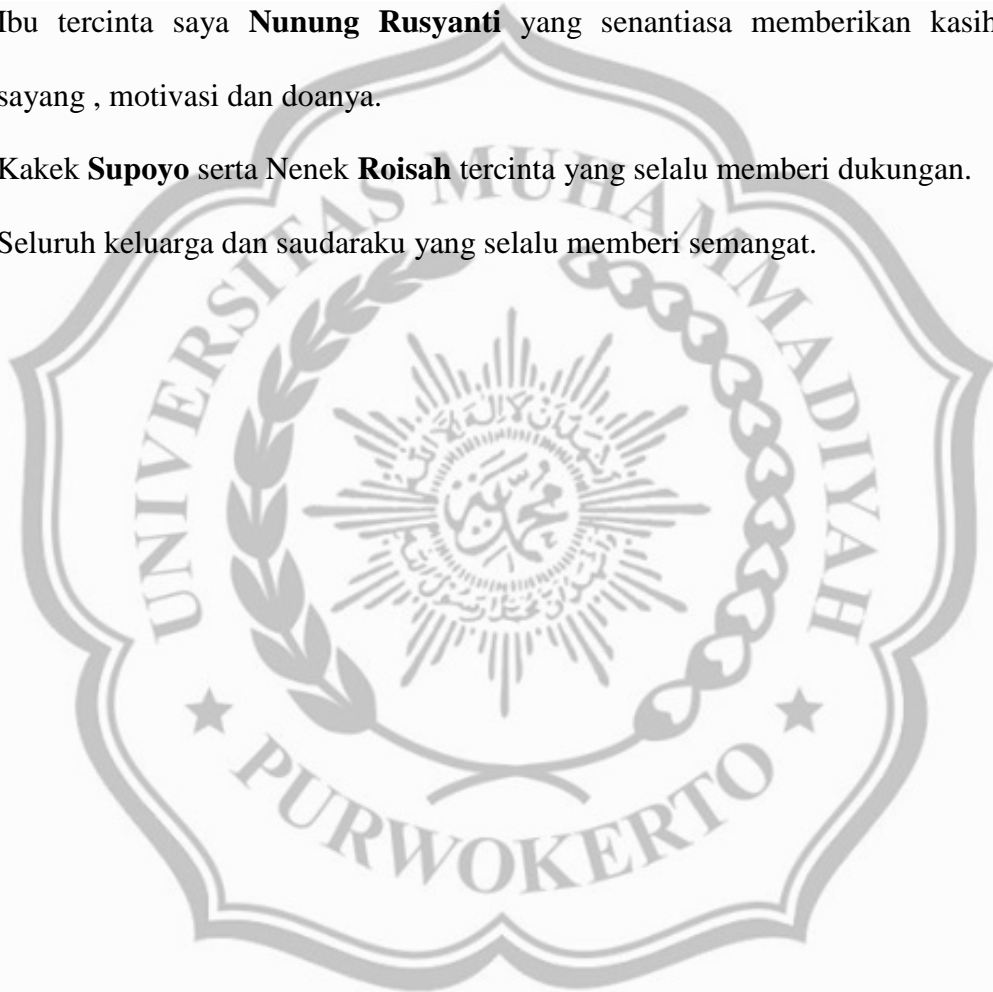 Ibu tercinta saya Nunung Rusyanti yang senantiasa memberikan kasih
sayang , motivasi dan doanya.
Kakek Supoyo serta Nenek Roisah tercinta yang selalu memberi dukungan.
Seluruh keluarga dan saudaraku yang selalu memberi semangat.
UNIVERSITAS MUHAMMADIYAH
PURWOKERTO